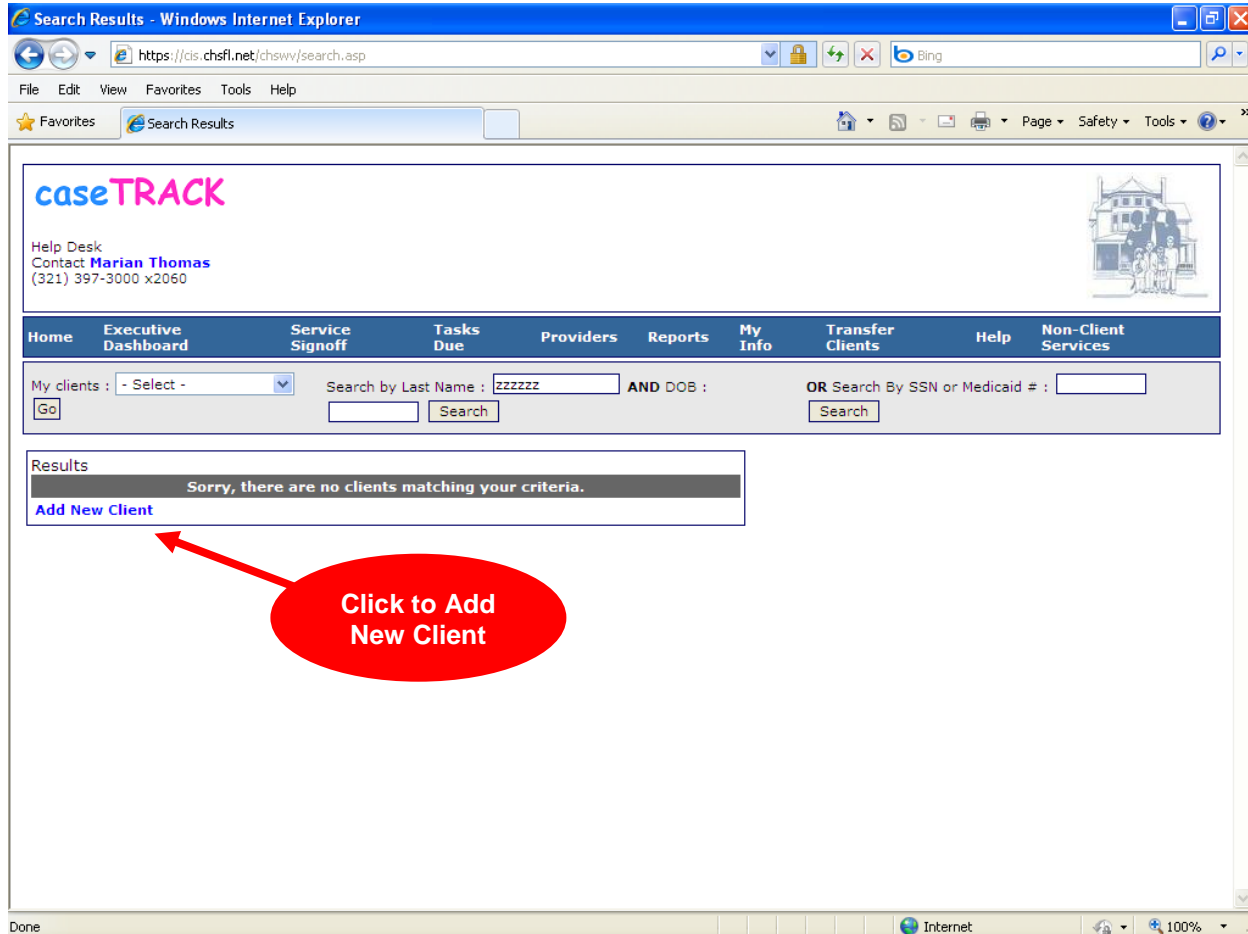 Search Results - Windows Internet Explorer
https://cis.chsfl.net/chswv/search.asp
Bing
File Edit View Favorites Tools Help
Favorites Search Results Page Safety Tools
caseTRACK
Help Desk
Contact Marian Thomas
(321) 397-3000 x2060
Home Executive Dashboard Service Signoff Tasks Due Providers Reports My Info Transfer Clients Help Non-Client Services
My clients : - Select - Search by Last Name : zzzzzz AND DOB : OR Search By SSN or Medicaid # :
Go Search Search
Results
Sorry, there are no clients matching your criteria.
Add New Client
Click to Add
New Client
Done Internet 100%